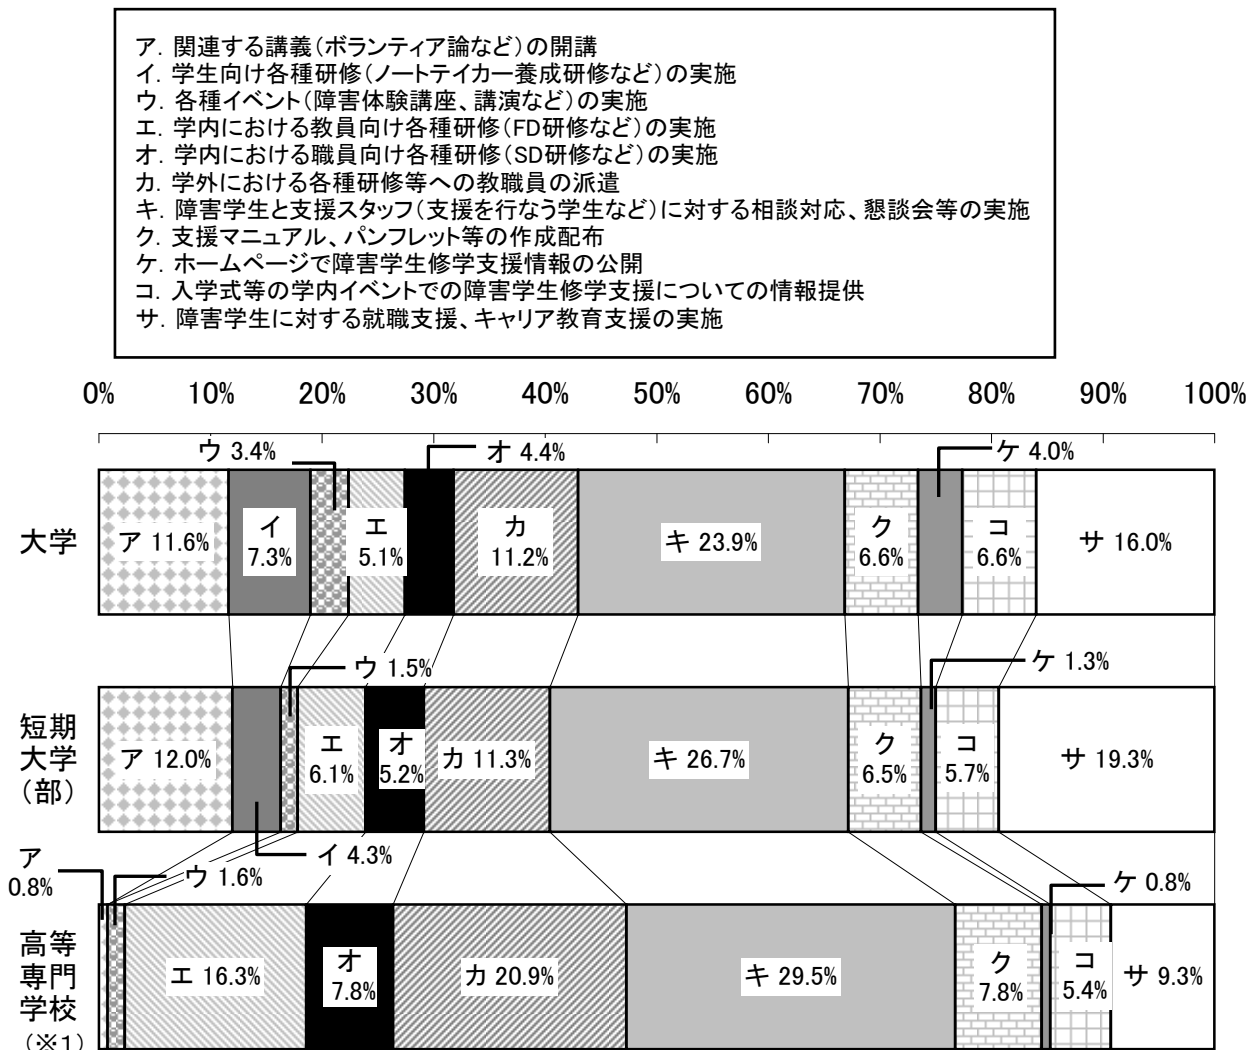 ア．関連する講義（ボランティア論など）の開講
イ．学生向け各種研修（ノートテイカー養成研修など）の実施
ウ．各種イベント（障害体験講座、講演など）の実施
エ．学内における教員向け各種研修（FD研修など）の実施
オ．学内における職員向け各種研修（SD研修など）の実施
カ．学外における各種研修等への教職員の派遣
キ．障害学生と支援スタッフ（支援を行なう学生など）に対する相談対応、懇談会等の実施
ク．支援マニュアル、パンフレット等の作成配布
ケ．ホームページで障害学生修学支援情報の公開
コ．入学式等の学内イベントでの障害学生修学支援についての情報提供
サ．障害学生に対する就職支援、キャリア教育支援の実施
0% 10% 20% 30% 40% 50% 60% 70% 80% 90% 100%
ウ 3.4%
オ 4.4%
ケ 4.0%
大学
ア 11.6%
イ
7.3%
エ
5.1%
カ
11.2%
キ 23.9%
ク
6.6%
コ
6.6%
サ 16.0%
ウ 1.5%
ケ 1.3%
短期
大学
（部）
ア 12.0%
エ
6.1%
オ
5.2%
カ 11.3%
キ 26.7%
ク
6.5%
コ
5.7%
サ 19.3%
イ 4.3%
ア
0.8%
ウ 1.6%
ケ 0.8%
高等
専門
学校
（※1）
エ 16.3%
オ
7.8%
カ 20.9%
キ 29.5%
ク
7.8%
コ
5.4%
サ 9.3%